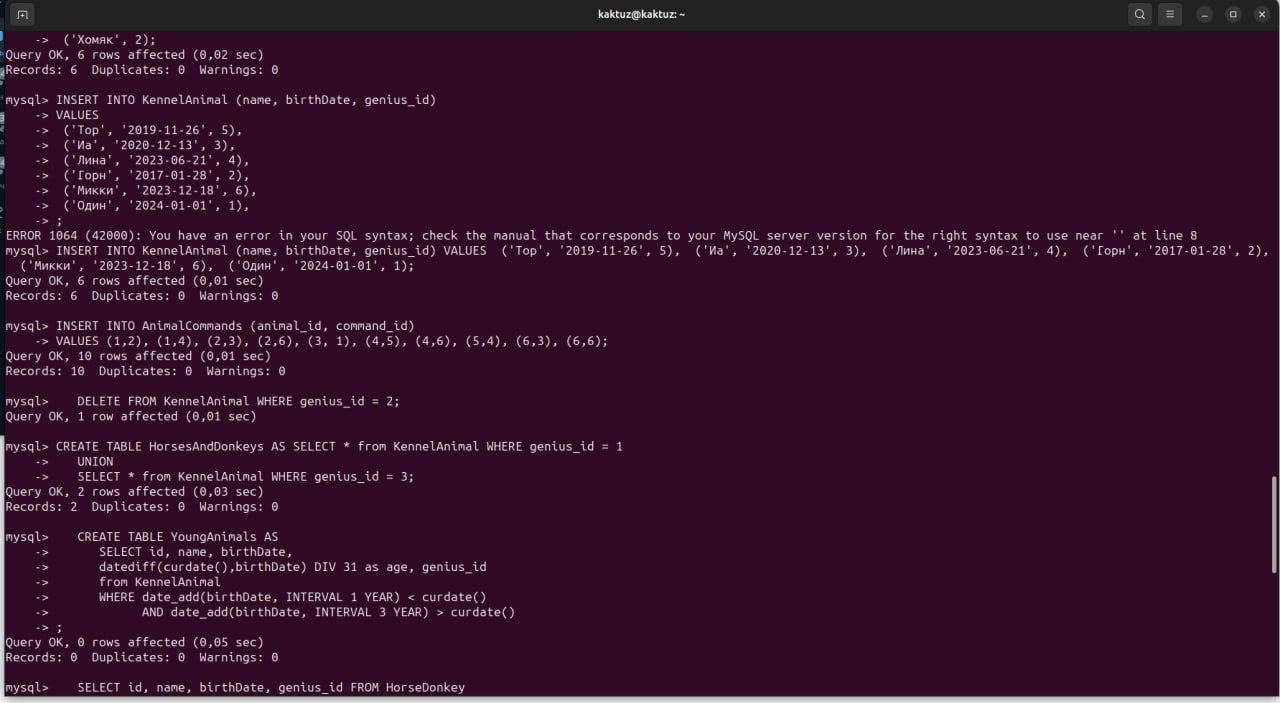 kaktuz@kaktuz: ~
    ->  ('Хомяк', 2);
Query OK, 6 rows affected (0,02 sec)
Records: 6  Duplicates: 0  Warnings: 0

mysql> INSERT INTO KennelAnimal (name, birthDate, genius_id)
    -> VALUES
    ->  ('Тор', '2019-11-26', 5),
    ->  ('Иа', '2020-12-13', 3),
    ->  ('Лина', '2023-06-21', 4),
    ->  ('Горн', '2017-01-28', 2),
    ->  ('Микки', '2023-12-18', 6),
    ->  ('Один', '2024-01-01', 1),
    -> ;
ERROR 1064 (42000): You have an error in your SQL syntax; check the manual that corresponds to your MySQL server version for the right syntax to use near '' at line 8
mysql> INSERT INTO KennelAnimal (name, birthDate, genius_id) VALUES  ('Тор', '2019-11-26', 5),  ('Иа', '2020-12-13', 3),  ('Лина', '2023-06-21', 4),  ('Горн', '2017-01-28', 2),
  ('Микки', '2023-12-18', 6),  ('Один', '2024-01-01', 1);
Query OK, 6 rows affected (0,01 sec)
Records: 6  Duplicates: 0  Warnings: 0

mysql> INSERT INTO AnimalCommands (animal_id, command_id)
    -> VALUES (1,2), (1,4), (2,3), (2,6), (3, 1), (4,5), (4,6), (5,4), (6,3), (6,6);
Query OK, 10 rows affected (0,01 sec)
Records: 10  Duplicates: 0  Warnings: 0

mysql>    DELETE FROM KennelAnimal WHERE genius_id = 2;
Query OK, 1 row affected (0,01 sec)

mysql> CREATE TABLE HorsesAndDonkeys AS SELECT * from KennelAnimal WHERE genius_id = 1
    ->    UNION
    ->    SELECT * from KennelAnimal WHERE genius_id = 3;
Query OK, 2 rows affected (0,03 sec)
Records: 2  Duplicates: 0  Warnings: 0

mysql>    CREATE TABLE YoungAnimals AS
    ->       SELECT id, name, birthDate,
    ->       datediff(curdate(),birthDate) DIV 31 as age, genius_id
    ->       from KennelAnimal
    ->       WHERE date_add(birthDate, INTERVAL 1 YEAR) < curdate()
    ->             AND date_add(birthDate, INTERVAL 3 YEAR) > curdate()
    -> ;
Query OK, 0 rows affected (0,05 sec)
Records: 0  Duplicates: 0  Warnings: 0

mysql>    SELECT id, name, birthDate, genius_id FROM HorseDonkey